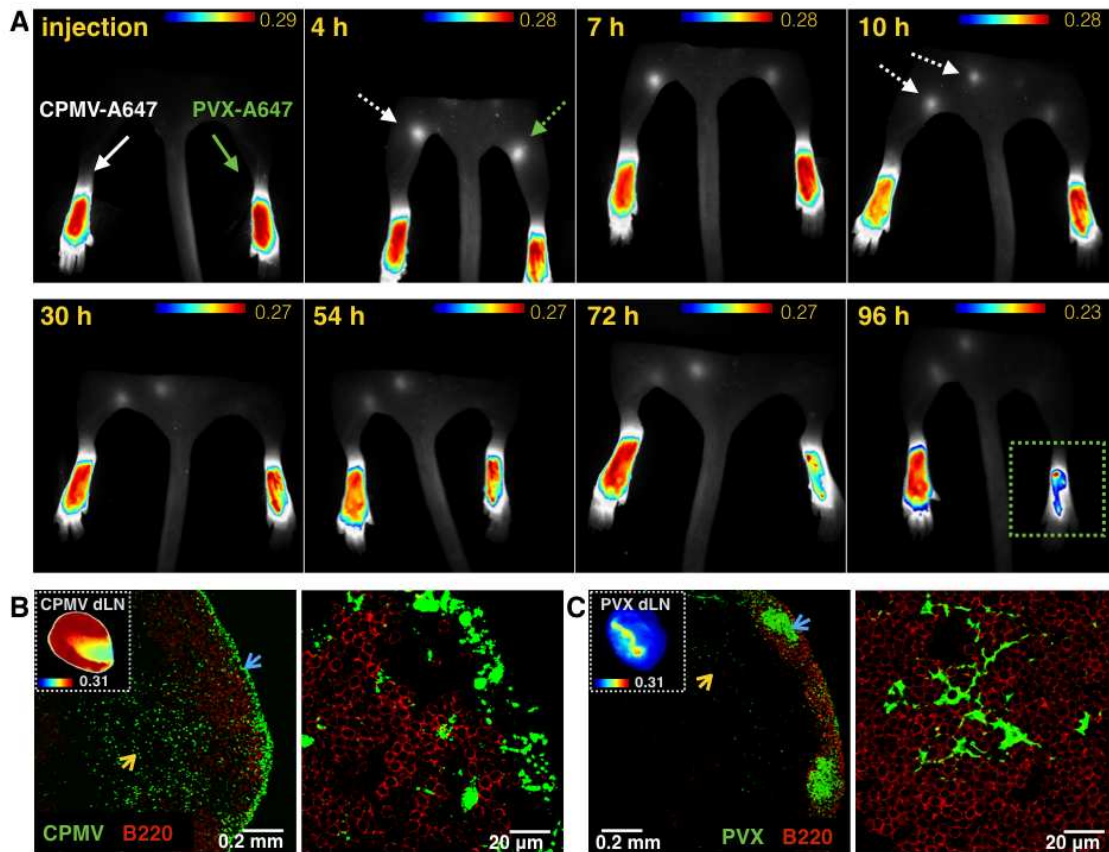 A
injection
0.29
4 h
0.28
7 h
0.28
10 h
0.28
CPMV-A647
PVX-A647
30 h
0.27
54 h
0.27
72 h
0.27
96 h
0.23
B
CPMV dLN
0.31
CPMV B220
0.2 mm
20 µm
C
PVX dLN
0.31
0.2 mm
PVX B220
20 µm